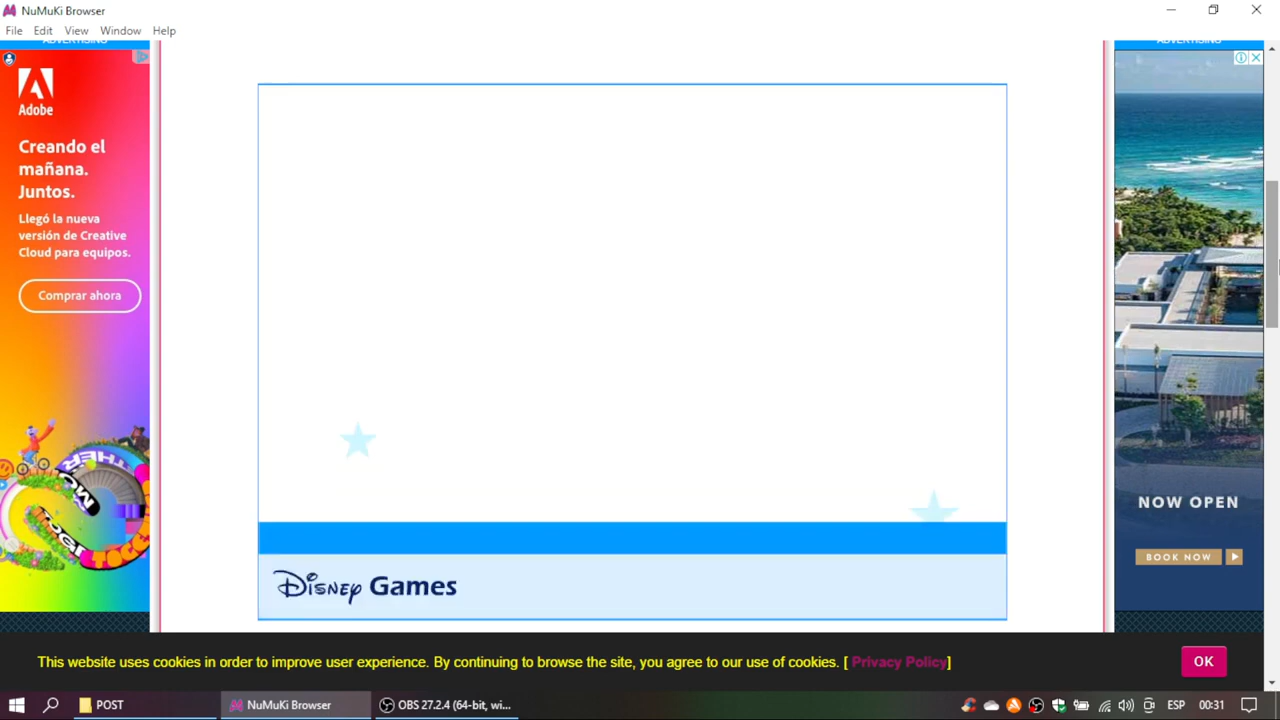 NuMuKi Browser
File Edit View Window Help
ADVERTISING
ADVERTISING
Adobe
Creando el
mañana.
Juntos.
Llegó la nueva
versión de Creative
Cloud para equipos.
Comprar ahora
NOW OPEN
BOOK NOW
Disney Games
This website uses cookies in order to improve user experience. By continuing to browse the site, you agree to our use of cookies. [ Privacy Policy]
OK
POST
NuMuKi Browser
OBS 27.2.4 (64-bit, wi...
ESP
00:31